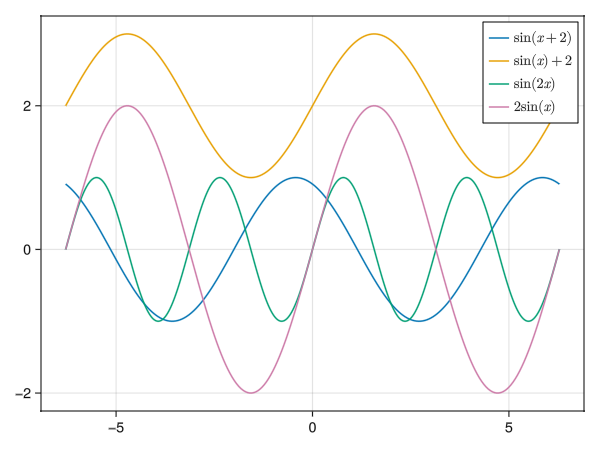 sin(x + 2)
sin(x) + 2
sin(2x)
2sin(x)
2
0
−2
−5 0 5